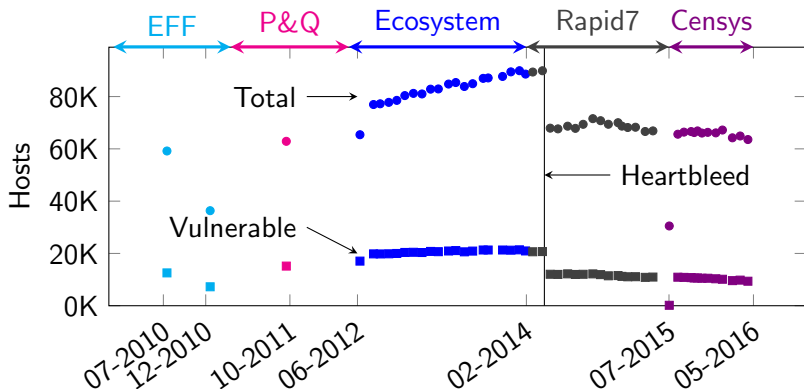 EFF P&Q Ecosystem Rapid7 Censys
80K
60K
40K
20K
0K
Hosts
Total
Heartbleed
Vulnerable
07-2010
12-2010
10-2011
06-2012
02-2014
07-2015
05-2016